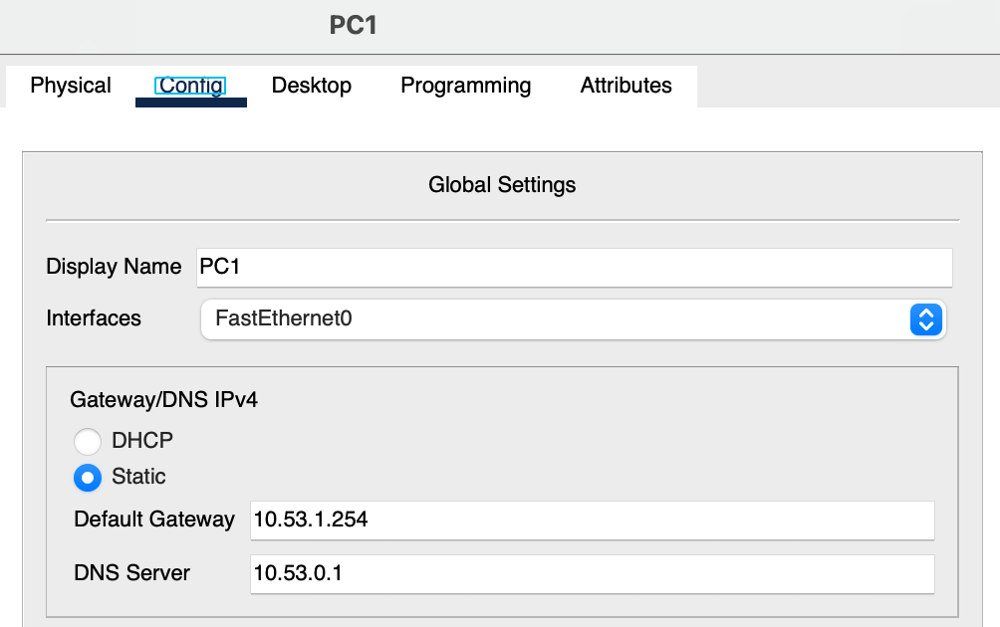 PC1
Physical Config Desktop Programming Attributes
Global Settings
Display Name PC1
Interfaces FastEthernet0
Gateway/DNS IPv4
DHCP
Static
Default Gateway 10.53.1.254
DNS Server 10.53.0.1